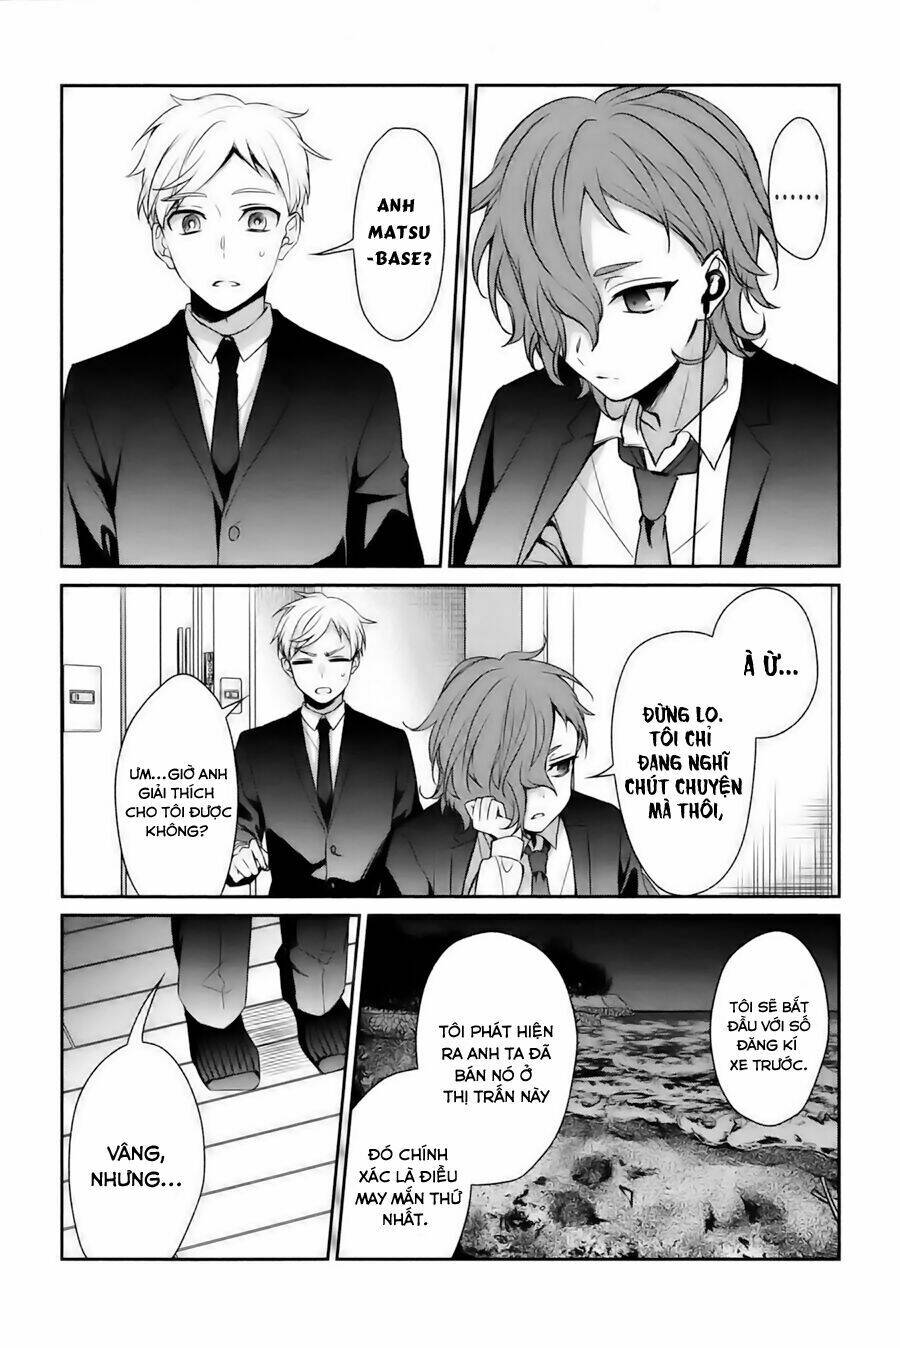 ......
ANH
MATSU
-BASE?
À Ừ...
ĐỪNG LO.
TÔI CHỈ
ĐANG NGHĨ
CHÚT CHUYỆN
MÀ THÔI,
ƯM...GIỜ ANH
GIẢI THÍCH
CHO TÔI ĐƯỢC
KHÔNG?
TÔI SẼ BẮT
ĐẦU VỚI SỐ
ĐĂNG KÍ
XE TRƯỚC.
TÔI PHÁT HIỆN
RA ANH TA ĐÃ
BÁN NÓ Ở
THỊ TRẤN NÀY
ĐÓ CHÍNH
XÁC LÀ ĐIỀU
MAY MẮN THỨ
NHẤT.
VÂNG,
NHƯNG...